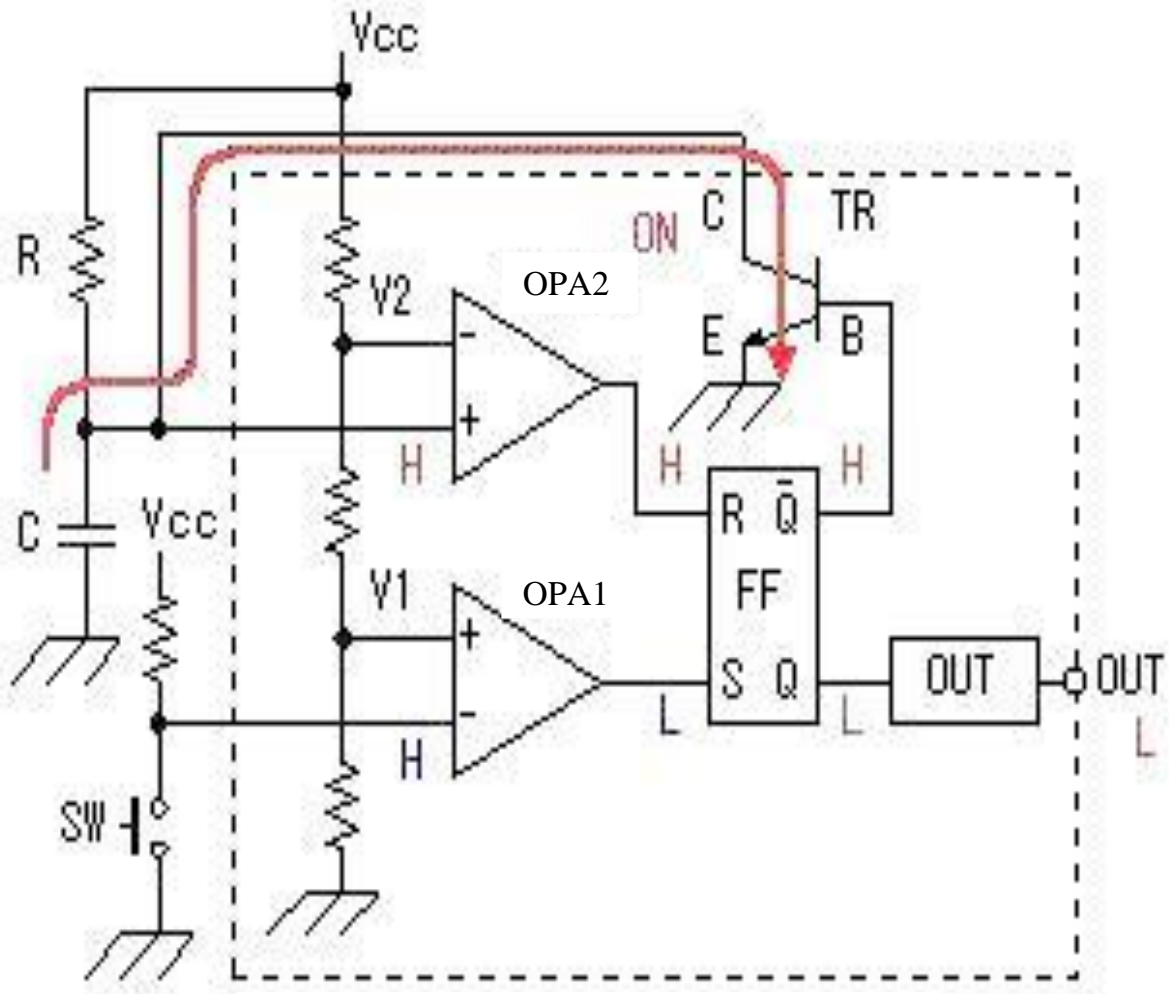 Vcc
C TR
ON
R
OPA2
V2
-
E B
+
H H H
R Q̄
C Vcc
V1 OPA1 FF
+
S Q OUT OUT
-
L L L
H
SW